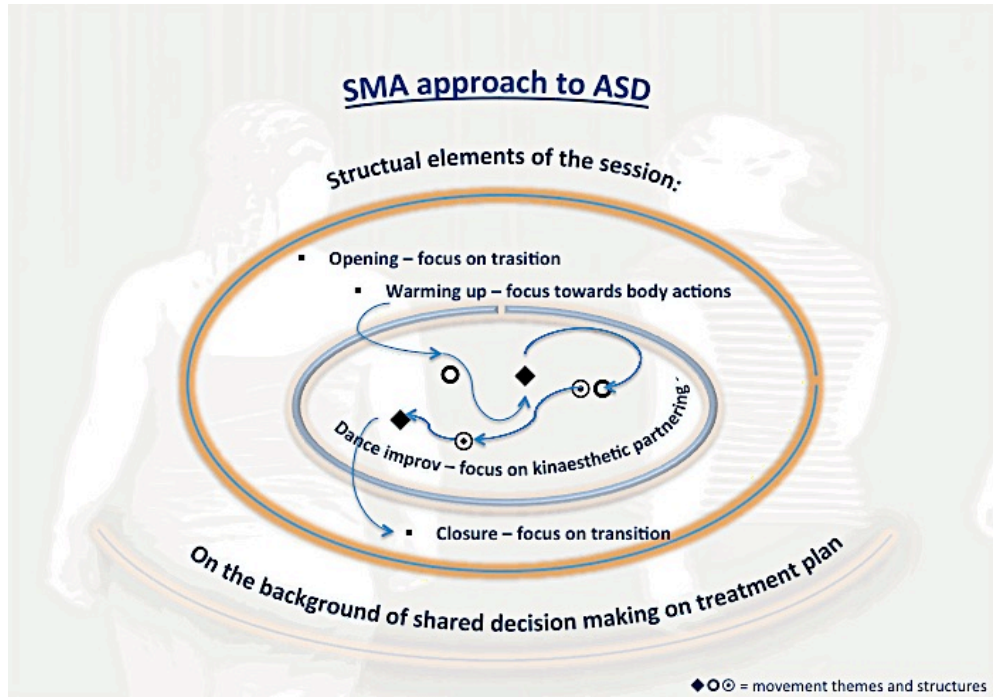 SMA approach to ASD
Structual elements of the session:
▪ Opening – focus on trasition
▪ Warming up – focus towards body actions
Dance improv – focus on kinaesthetic partnering ´
▪ Closure – focus on transition
On the background of shared decision making on treatment plan
◆○⊙ = movement themes and structures